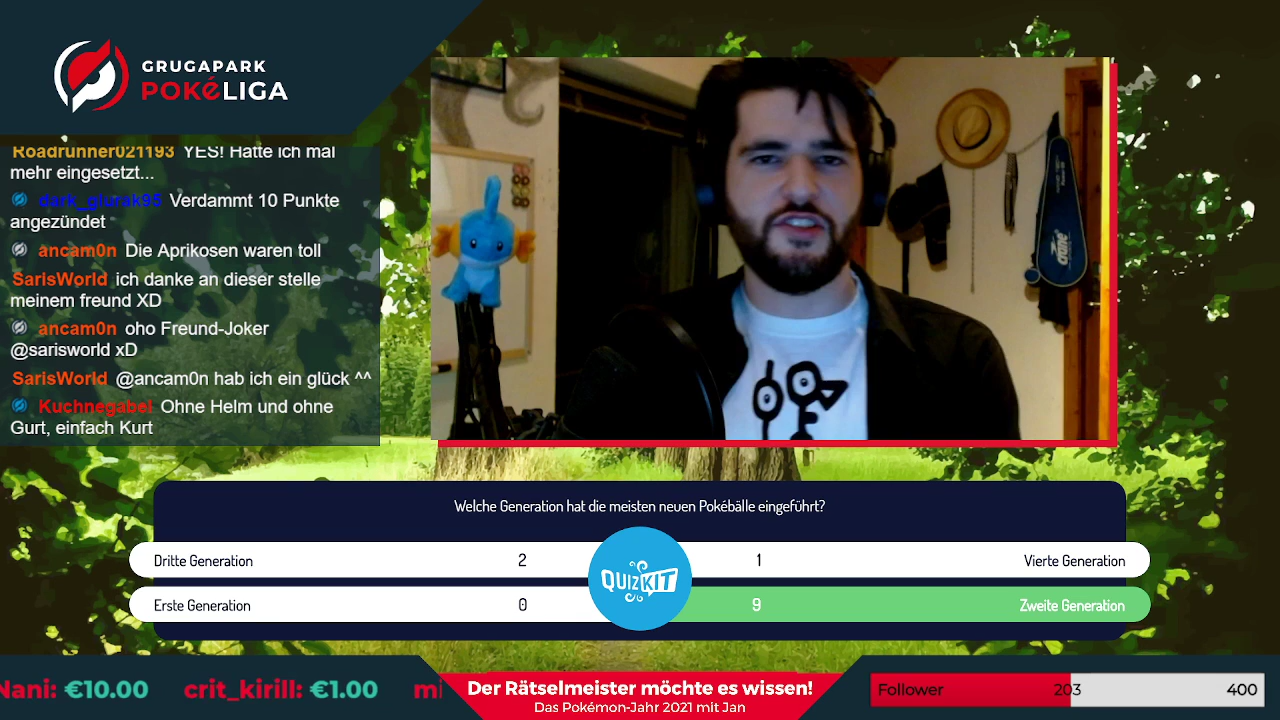 GRUGAPARK
POKéLIGA
Roadrunner021193 YES! Hatte ich mal
mehr eingesetzt...
dark_glurak95 Verdammt 10 Punkte
angezündet
ancam0n Die Aprikosen waren toll
SarisWorld ich danke an dieser stelle
meinem freund XD
ancam0n oho Freund-Joker
@sarisworld xD
SarisWorld @ancam0n hab ich ein glück ^^
Kuchnegabel Ohne Helm und ohne
Gurt, einfach Kurt
Welche Generation hat die meisten neuen Pokébälle eingeführt?
Dritte Generation 2 1 Vierte Generation
QUIZKIT
Erste Generation 0 9 Zweite Generation
Nani: €10.00 crit_kirill: €1.00 mi
Der Rätselmeister möchte es wissen!
Das Pokémon-Jahr 2021 mit Jan
Follower 203 400